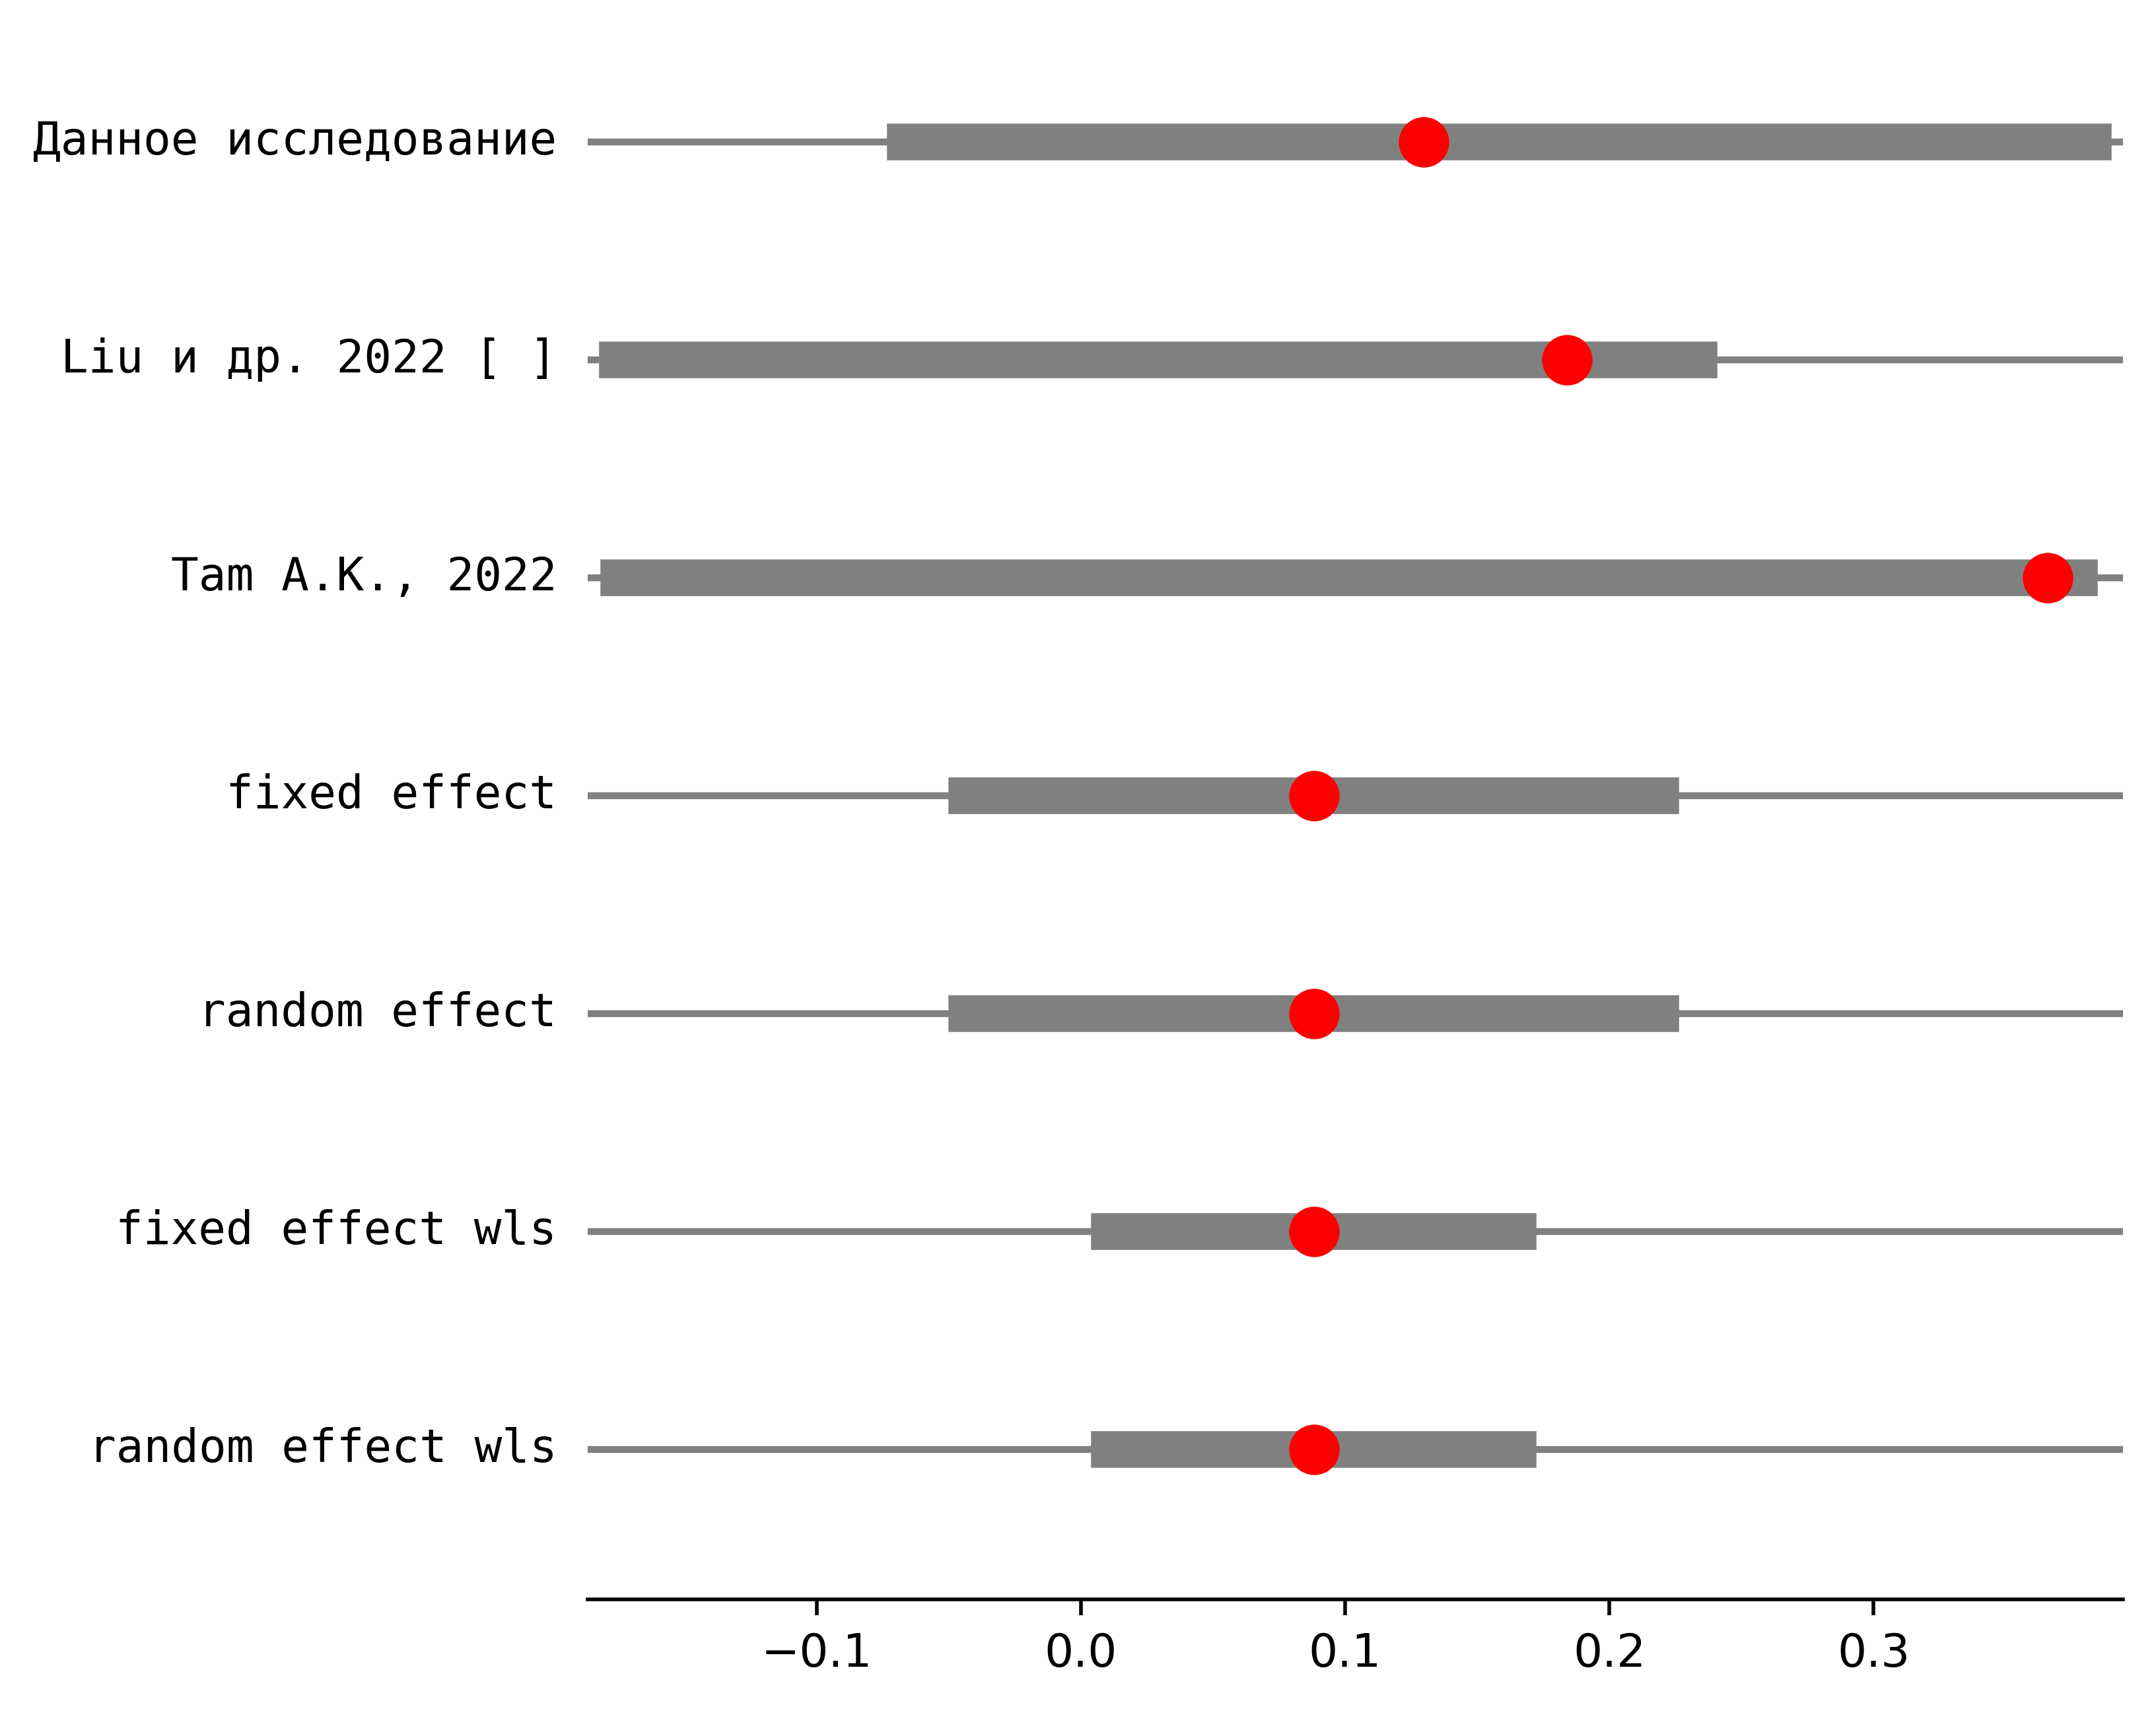 Данное исследование
Liu и др. 2022 [ ]
Tam A.K., 2022
fixed effect
random effect
fixed effect wls
random effect wls
−0.1 0.0 0.1 0.2 0.3